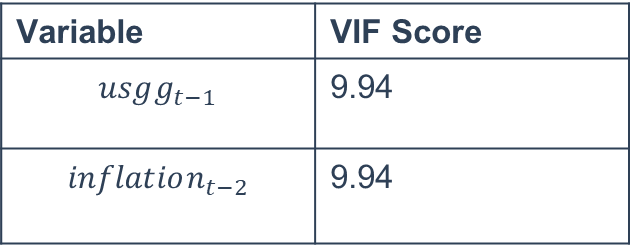 Variable VIF Score
usgg_{t−1} 9.94
inflation_{t−2} 9.94